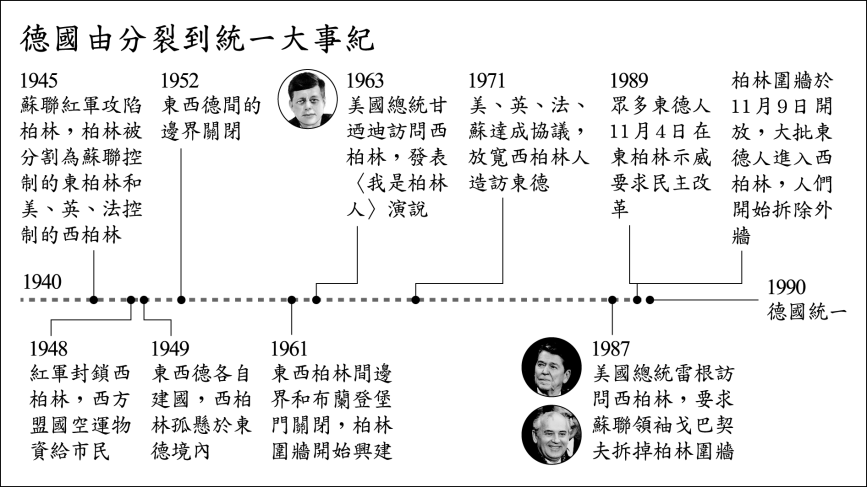 德國由分裂到統一大事紀
1945
蘇聯紅軍攻陷
柏林，柏林被
分割為蘇聯控
制的東柏林和
美、英、法控
制的西柏林
1952
東西德間的
邊界關閉
1963
美國總統甘
迺迪訪問西
柏林，發表
〈我是柏林
人〉演說
1971
美、英、法、
蘇達成協議，
放寬西柏林人
造訪東德
1989
眾多東德人
11月4日在
東柏林示威
要求民主改
革
柏林圍牆於
11月9日開
放，大批東
德人進入西
柏林，人們
開始拆除外
牆
1940
1990
德國統一
1948
紅軍封鎖西
柏林，西方
盟國空運物
資給市民
1949
東西德各自
建國，西柏
林孤懸於東
德境內
1961
東西柏林間邊
界和布蘭登堡
門關閉，柏林
圍牆開始興建
1987
美國總統雷根訪
問西柏林，要求
蘇聯領袖戈巴契
夫拆掉柏林圍牆